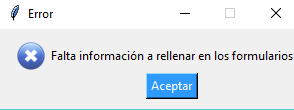 Error
Falta información a rellenar en los formularios
Aceptar